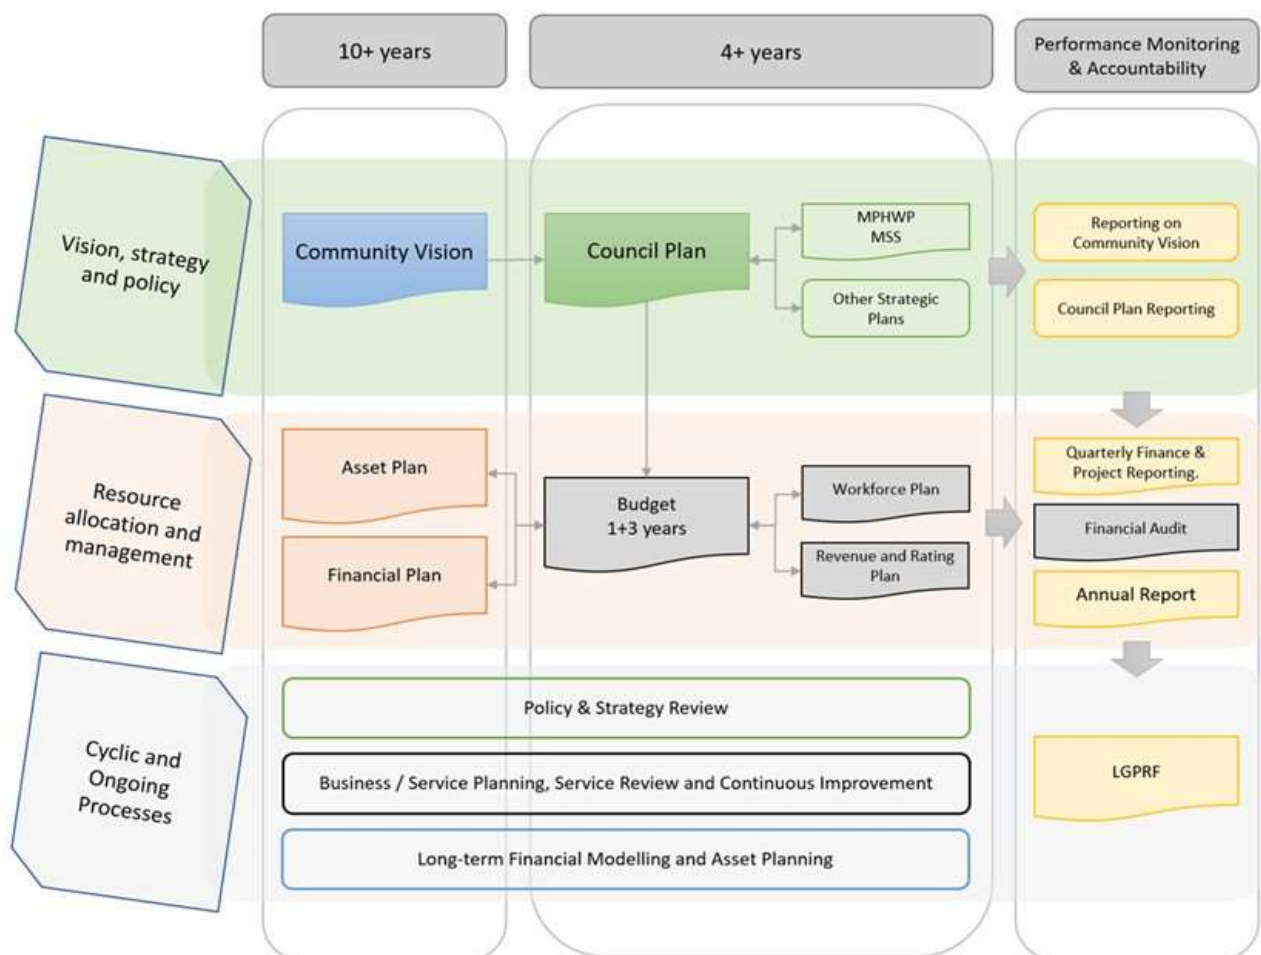 10+ years
4+ years
Performance Monitoring
& Accountability
Vision, strategy
and policy
Community Vision
Council Plan
MPHWP
MSS
Other Strategic
Plans
Reporting on
Community Vision
Council Plan Reporting
Resource
allocation and
management
Asset Plan
Financial Plan
Budget
1+3 years
Workforce Plan
Revenue and Rating
Plan
Quarterly Finance &
Project Reporting.
Financial Audit
Annual Report
Cyclic and
Ongoing
Processes
Policy & Strategy Review
Business / Service Planning, Service Review and Continuous Improvement
Long-term Financial Modelling and Asset Planning
LGPRF